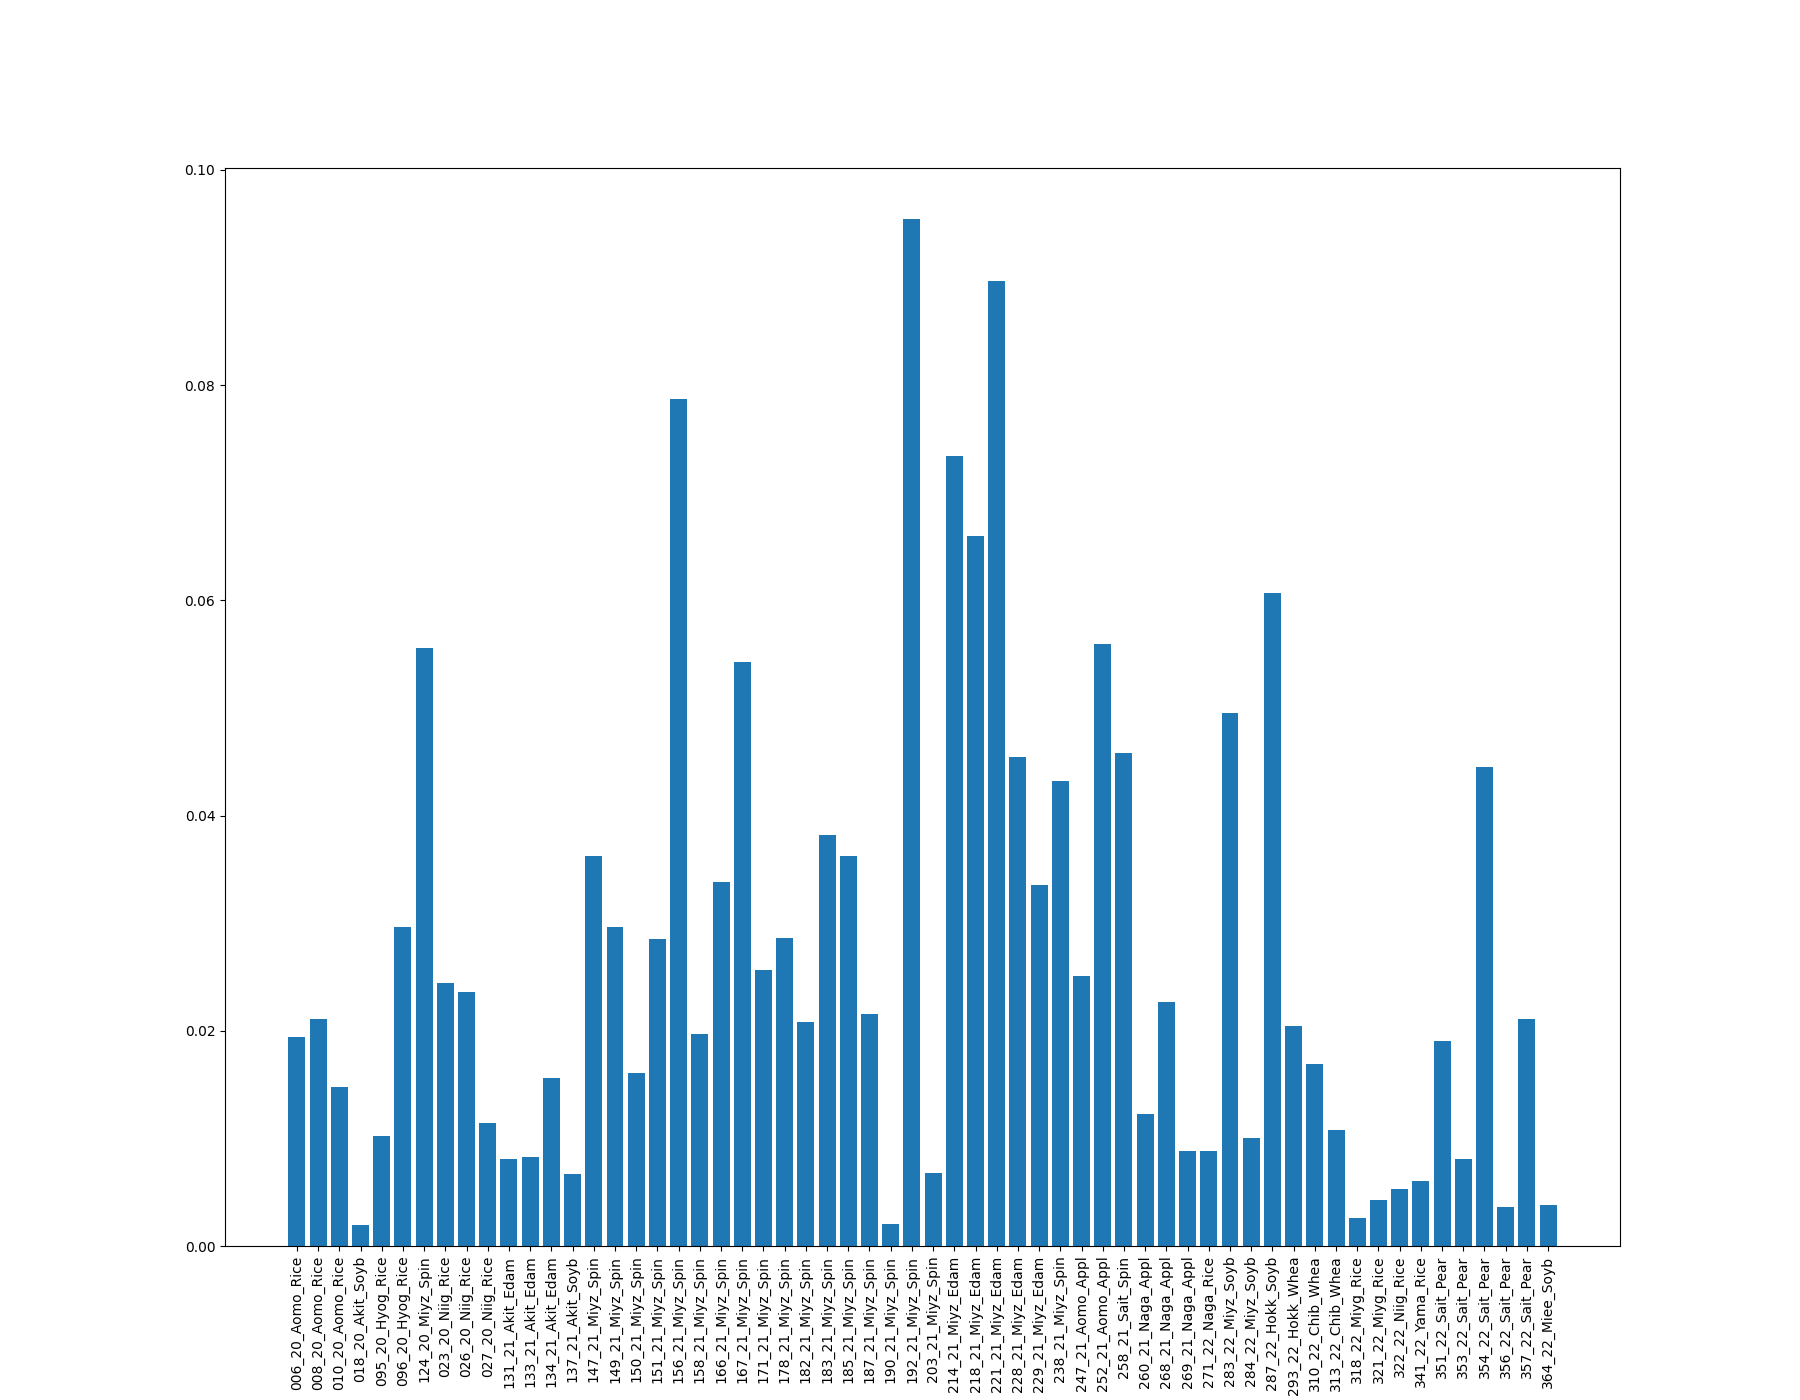 0.10
0.08
0.06
0.04
0.02
0.00
006_20_Aomo_Rice
008_20_Aomo_Rice
010_20_Aomo_Rice
018_20_Akit_Soyb
095_20_Hyog_Rice
096_20_Hyog_Rice
124_20_Miyz_Spin
023_20_Niig_Rice
026_20_Niig_Rice
027_20_Niig_Rice
131_21_Akit_Edam
133_21_Akit_Edam
134_21_Akit_Edam
137_21_Akit_Soyb
147_21_Miyz_Spin
149_21_Miyz_Spin
150_21_Miyz_Spin
151_21_Miyz_Spin
156_21_Miyz_Spin
158_21_Miyz_Spin
166_21_Miyz_Spin
167_21_Miyz_Spin
171_21_Miyz_Spin
178_21_Miyz_Spin
182_21_Miyz_Spin
183_21_Miyz_Spin
185_21_Miyz_Spin
187_21_Miyz_Spin
190_21_Miyz_Spin
192_21_Miyz_Spin
203_21_Miyz_Spin
214_21_Miyz_Edam
218_21_Miyz_Edam
221_21_Miyz_Edam
228_21_Miyz_Edam
229_21_Miyz_Edam
238_21_Miyz_Spin
247_21_Aomo_Appl
252_21_Aomo_Appl
258_21_Sait_Spin
260_21_Naga_Appl
268_21_Naga_Appl
269_21_Naga_Appl
271_22_Naga_Rice
283_22_Miyz_Soyb
284_22_Miyz_Soyb
287_22_Hokk_Soyb
293_22_Hokk_Whea
310_22_Chib_Whea
313_22_Chib_Whea
318_22_Miyg_Rice
321_22_Miyg_Rice
322_22_Niig_Rice
341_22_Yama_Rice
351_22_Sait_Pear
353_22_Sait_Pear
354_22_Sait_Pear
356_22_Sait_Pear
357_22_Sait_Pear
364_22_Miee_Soyb